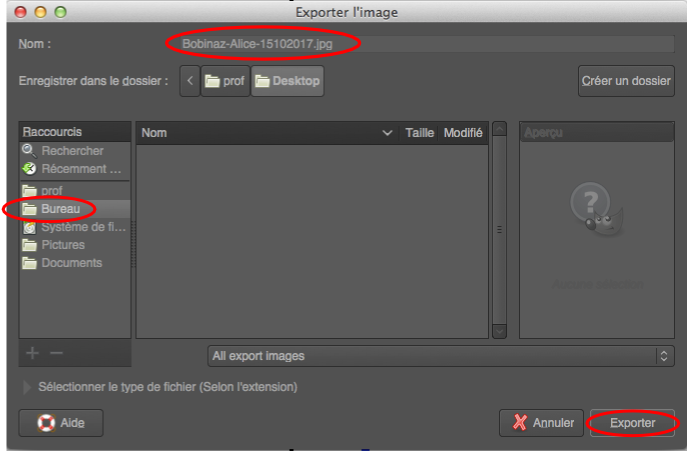 Exporter l'image
Nom : Bobinaz-Alice-15102017.jpg
Enregistrer dans le dossier : < prof Desktop
Créer un dossier
Raccourcis
Rechercher
Récemment ...
prof
Bureau
Système de fi...
Pictures
Documents
Nom Taille Modifié
Aperçu
Aucune sélection
All export images
Sélectionner le type de fichier (Selon l'extension)
Aide
Annuler
Exporter